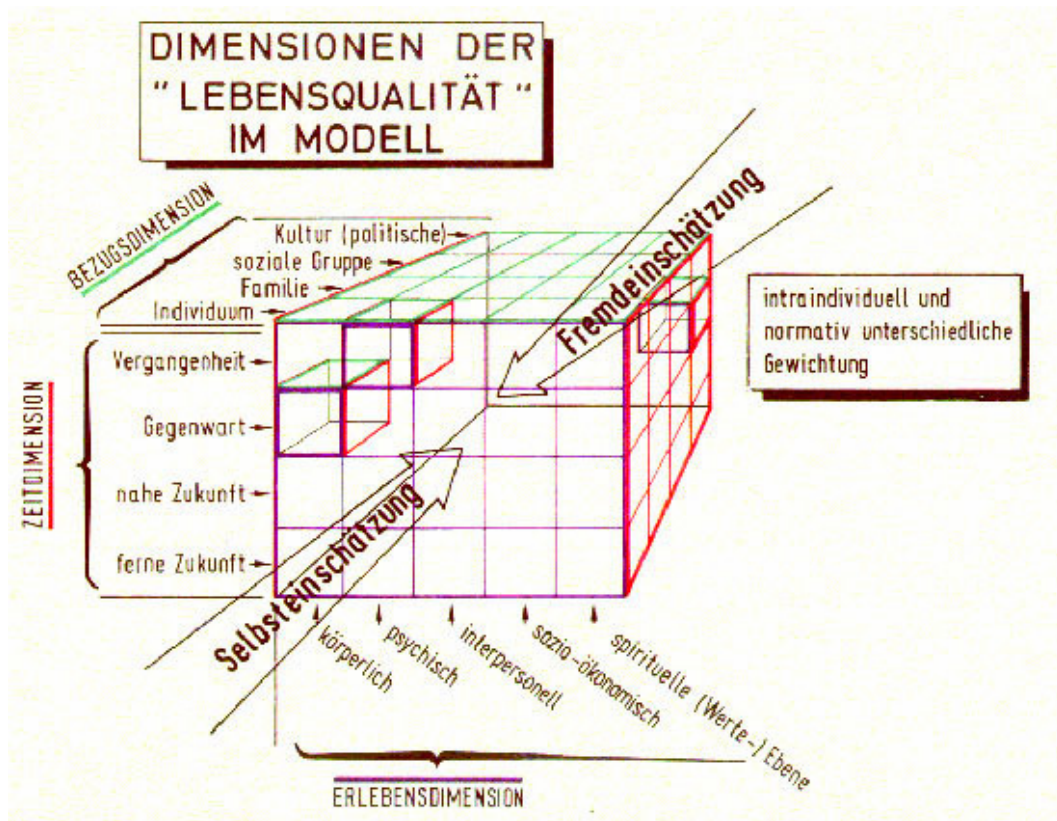 DIMENSIONEN DER
"LEBENSQUALITÄT"
IM MODELL
BEZUGSDIMENSION
Kultur (politische)
soziale Gruppe
Familie
Individuum
Fremdeinschätzung
intraindividuell und
normativ unterschiedliche
Gewichtung
ZEITDIMENSION
Vergangenheit
Gegenwart
nahe Zukunft
ferne Zukunft
Selbsteinschätzung
körperlich
psychisch
interpersonell
sozio-ökonomisch
spirituelle (Werte-) Ebene
ERLEBENSDIMENSION